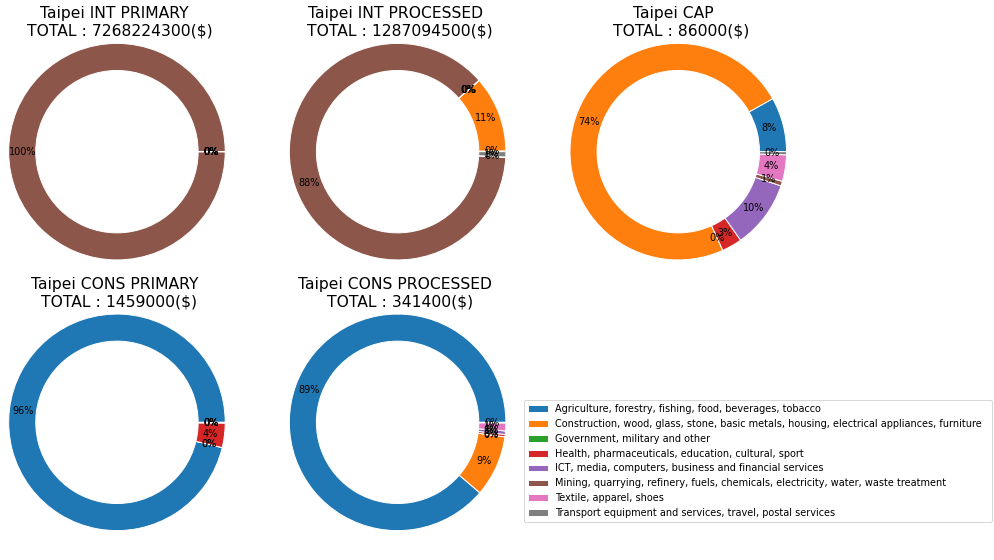 Taipei INT PRIMARY
TOTAL : 7268224300($)
100%
0%
Taipei INT PROCESSED
TOTAL : 1287094500($)
0%
11%
0%
88%
Taipei CAP
TOTAL : 86000($)
74%
8%
0%
4%
1%
10%
3%
0%
Taipei CONS PRIMARY
TOTAL : 1459000($)
96%
0%
4%
0%
Taipei CONS PROCESSED
TOTAL : 341400($)
89%
0%
9%
Agriculture, forestry, fishing, food, beverages, tobacco
Construction, wood, glass, stone, basic metals, housing, electrical appliances, furniture
Government, military and other
Health, pharmaceuticals, education, cultural, sport
ICT, media, computers, business and financial services
Mining, quarrying, refinery, fuels, chemicals, electricity, water, waste treatment
Textile, apparel, shoes
Transport equipment and services, travel, postal services